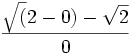 √(2 − 0) − √2
0